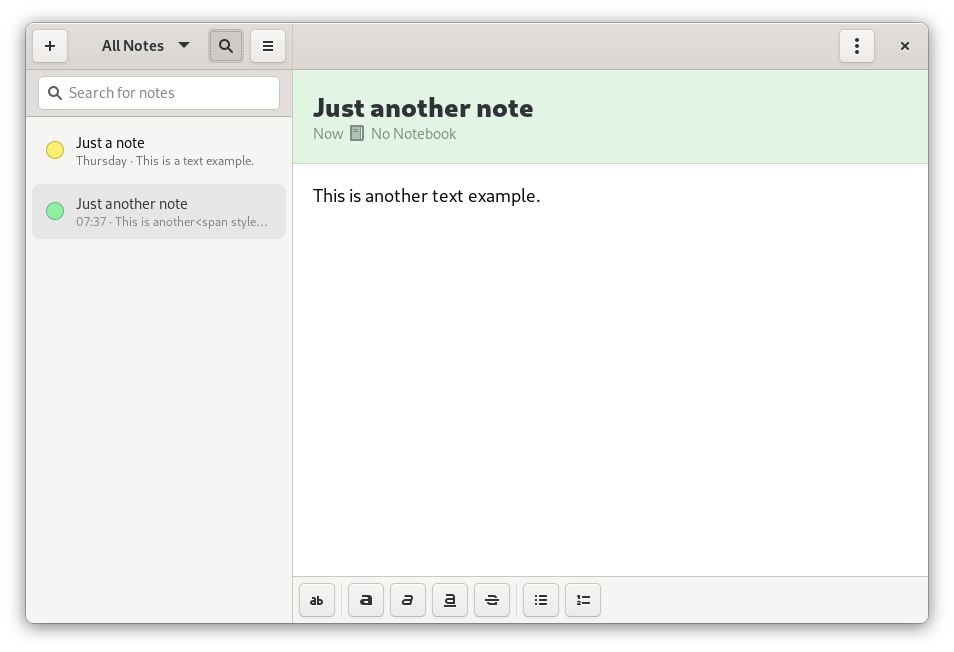 All Notes
Search for notes
Just a note
Thursday · This is a text example.
Just another note
07:37 · This is another<span style…
Just another note
Now No Notebook
This is another text example.
ab a a a S